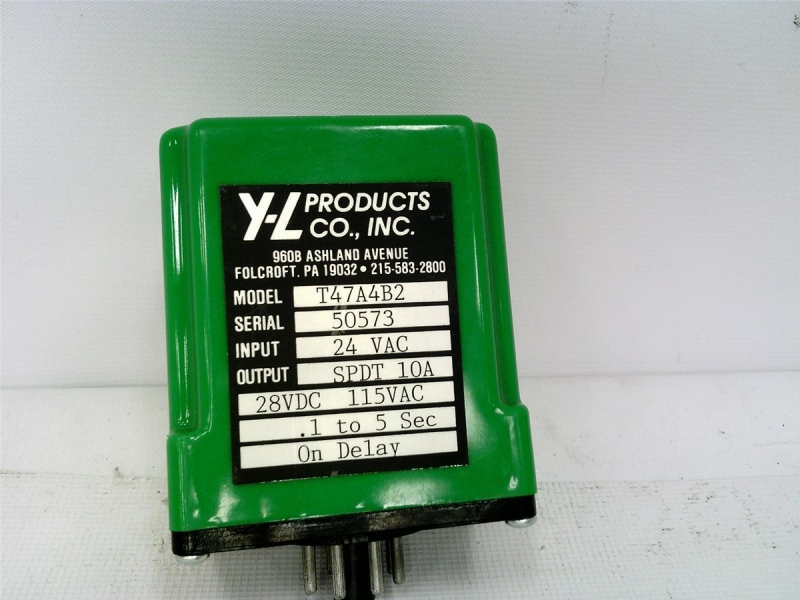 Y-L PRODUCTS
CO., INC.
960B ASHLAND AVENUE
FOLCROFT, PA 19032 • 215-583-2800
MODEL T47A4B2
SERIAL 50573
INPUT 24 VAC
OUTPUT SPDT 10A
28VDC 115VAC
.1 to 5 Sec
On Delay